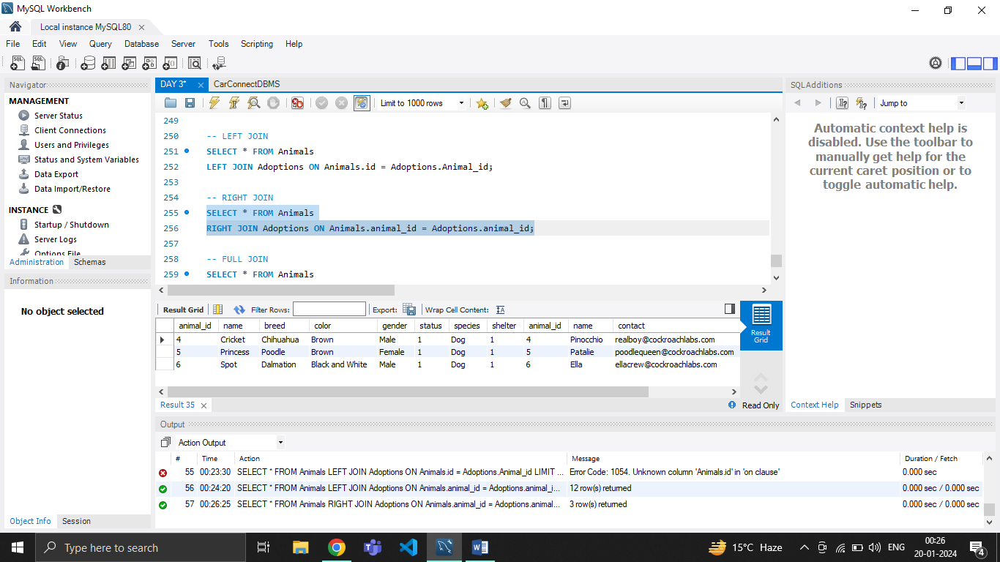 MySQL Workbench
Local instance MySQL80
File Edit View Query Database Server Tools Scripting Help
Navigator
MANAGEMENT
Server Status
Client Connections
Users and Privileges
Status and System Variables
Data Export
Data Import/Restore
INSTANCE
Startup / Shutdown
Server Logs
Options File
Administration Schemas
Information
No object selected
Object Info Session
DAY 3* CarConnectDBMS
Limit to 1000 rows
249
250 -- LEFT JOIN
251 SELECT * FROM Animals
252 LEFT JOIN Adoptions ON Animals.id = Adoptions.Animal_id;
253
254 -- RIGHT JOIN
255 SELECT * FROM Animals
256 RIGHT JOIN Adoptions ON Animals.animal_id = Adoptions.animal_id;
257
258 -- FULL JOIN
259 SELECT * FROM Animals
Result Grid Filter Rows: Export: Wrap Cell Content:
animal_id name breed color gender status species shelter animal_id name contact
4 Cricket Chihuahua Brown Male 1 Dog 1 4 Pinocchio realboy@cockroachlabs.com
5 Princess Poodle Brown Female 1 Dog 1 5 Patalie poodlequeen@cockroachlabs.com
6 Spot Dalmation Black and White Male 1 Dog 1 6 Ella ellacrew@cockroachlabs.com
Result
Grid
Result 35 Read Only
SQLAdditions
Jump to
Automatic context help is
disabled. Use the toolbar to
manually get help for the
current caret position or to
toggle automatic help.
Context Help Snippets
Output
Action Output
# Time Action Message Duration / Fetch
55 00:23:30 SELECT * FROM Animals LEFT JOIN Adoptions ON Animals.id = Adoptions.Animal_id LIMIT ... Error Code: 1054. Unknown column 'Animals.id' in 'on clause' 0.000 sec
56 00:24:20 SELECT * FROM Animals LEFT JOIN Adoptions ON Animals.animal_id = Adoptions.animal_i... 12 row(s) returned 0.000 sec / 0.000 sec
57 00:26:25 SELECT * FROM Animals RIGHT JOIN Adoptions ON Animals.animal_id = Adoptions.animal... 3 row(s) returned 0.000 sec / 0.000 sec
Type here to search
15°C Haze
ENG
00:26
20-01-2024
4